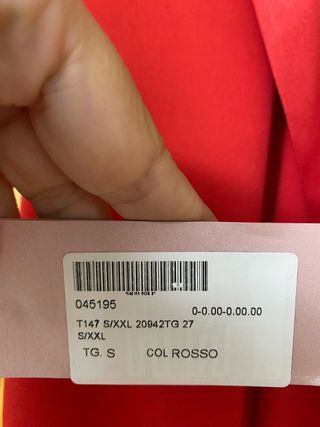 045195
0-0.00-0.00.00
T147 S/XXL 20942TG 27
S/XXL
TG. S COL ROSSO